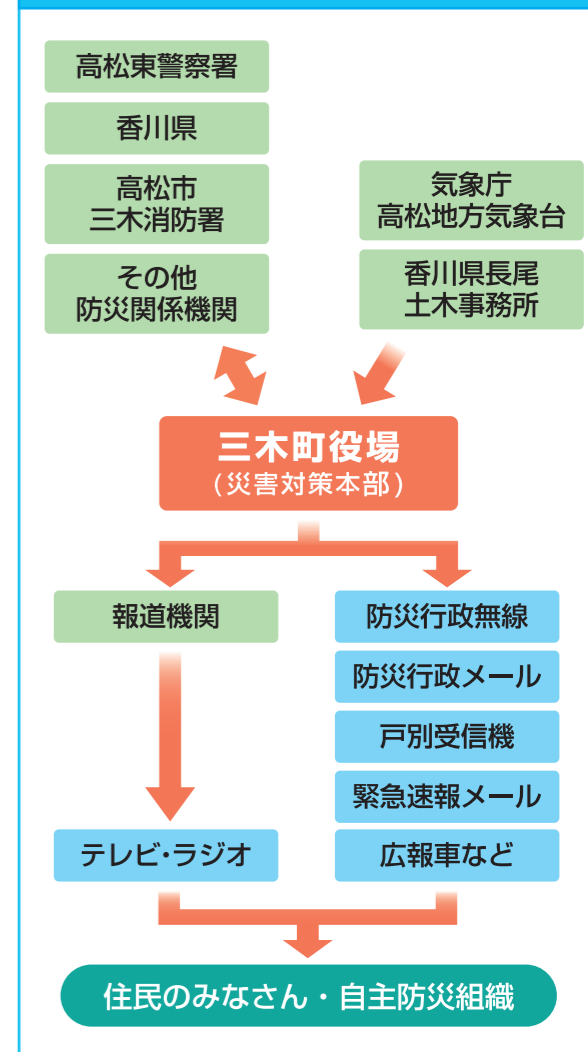 高松東警察署
香川県
高松市
三木消防署
その他
防災関係機関
気象庁
高松地方気象台
香川県長尾
土木事務所
三木町役場
(災害対策本部)
報道機関
テレビ・ラジオ
防災行政無線
防災行政メール
戸別受信機
緊急速報メール
広報車など
住民のみなさん・自主防災組織